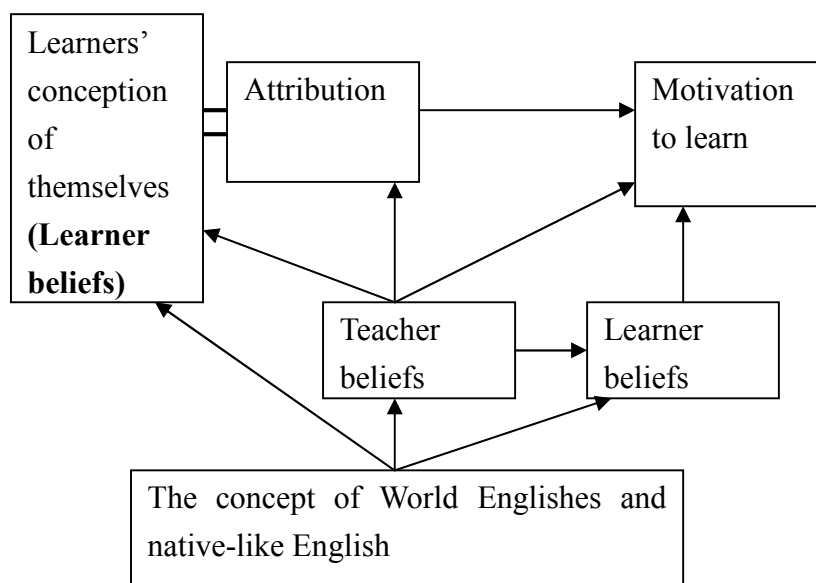 Learners’
conception
of
themselves
(Learner
beliefs)
Attribution
Motivation
to learn
Teacher
beliefs
Learner
beliefs
The concept of World Englishes and
native-like English